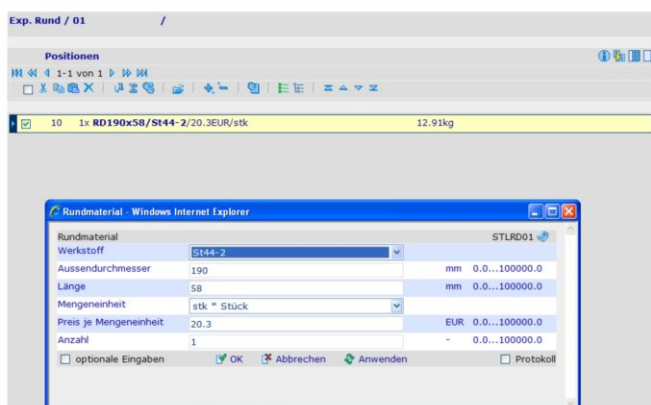 Exp. Rund / 01 /
Positionen
1-1 von 1
10 1x RD190x58/St44-2/20.3EUR/stk 12.91kg
Rundmaterial - Windows Internet Explorer
Rundmaterial STLRD01
Werkstoff St44-2
Aussendurchmesser 190 mm 0.0...100000.0
Länge 58 mm 0.0...100000.0
Mengeneinheit stk * Stück
Preis je Mengeneinheit 20.3 EUR 0.0...100000.0
Anzahl 1 - 0.0...100000.0
optionale Eingaben OK Abbrechen Anwenden Protokoll